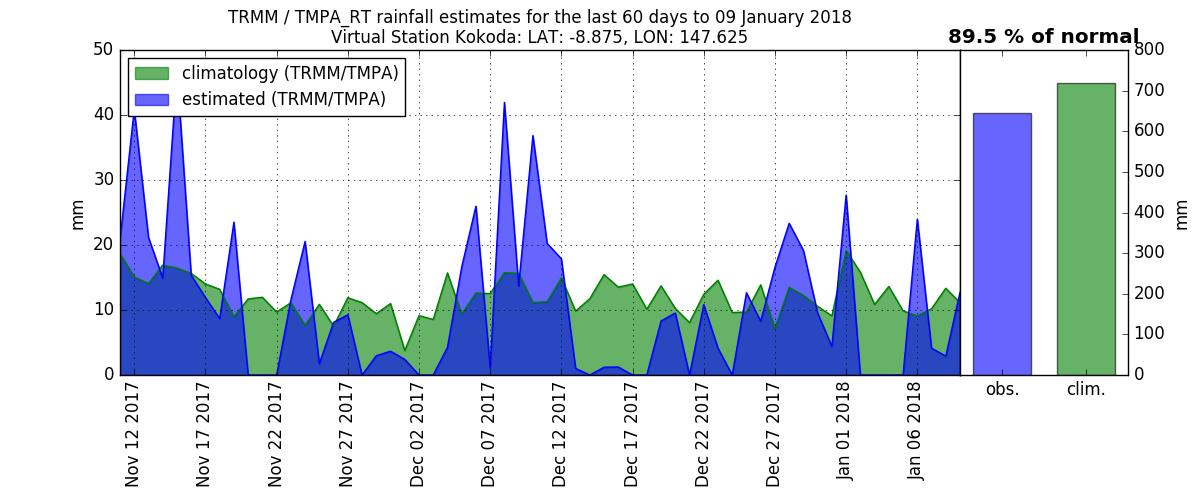 TRMM / TMPA_RT rainfall estimates for the last 60 days to 09 January 2018
Virtual Station Kokoda: LAT: -8.875, LON: 147.625
89.5 % of normal
climatology (TRMM/TMPA)
estimated (TRMM/TMPA)
50
40
30
20
10
0
mm
Nov 12 2017
Nov 17 2017
Nov 22 2017
Nov 27 2017
Dec 02 2017
Dec 07 2017
Dec 12 2017
Dec 17 2017
Dec 22 2017
Dec 27 2017
Jan 01 2018
Jan 06 2018
800
700
600
500
400
300
200
100
0
mm
obs.
clim.